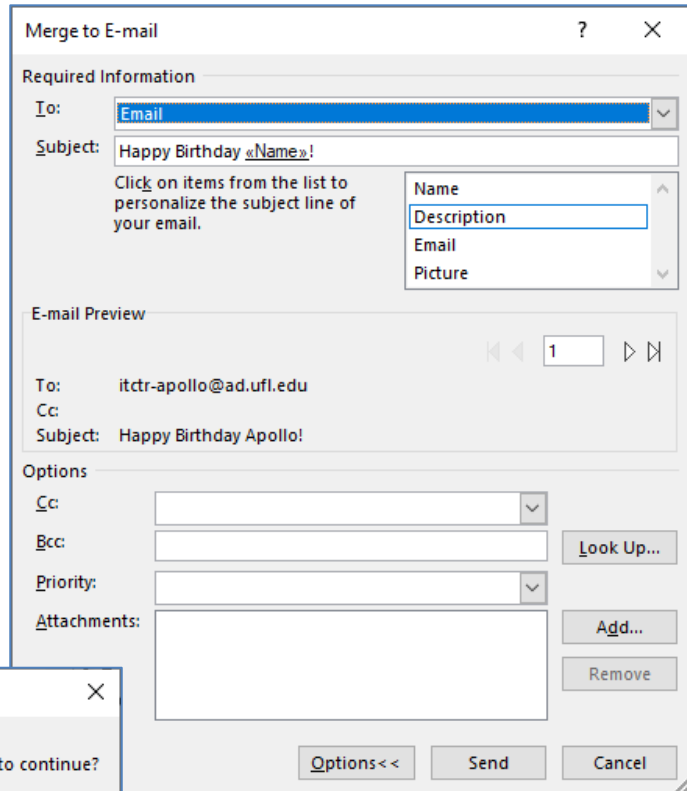 Merge to E-mail ?
Required Information
To: Email
Subject: Happy Birthday «Name»!
Click on items from the list to
personalize the subject line of
your email.
Name
Description
Email
Picture
E-mail Preview
1
To: itctr-apollo@ad.ufl.edu
Cc:
Subject: Happy Birthday Apollo!
Options
Cc:
Bcc:
Look Up...
Priority:
Attachments:
Add...
Remove
to continue?
Options<<
Send
Cancel